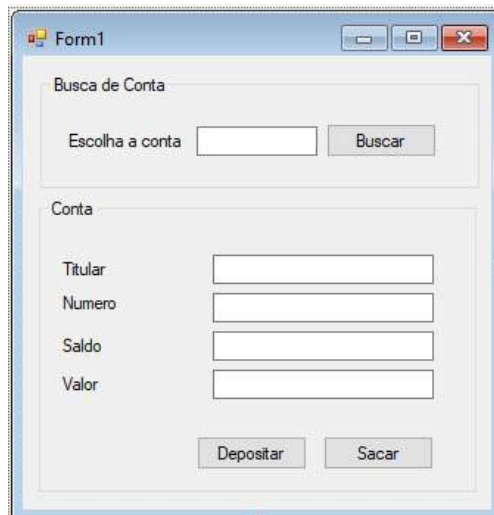 Form1
Busca de Conta
Escolha a conta Buscar
Conta
Titular
Numero
Saldo
Valor
Depositar Sacar